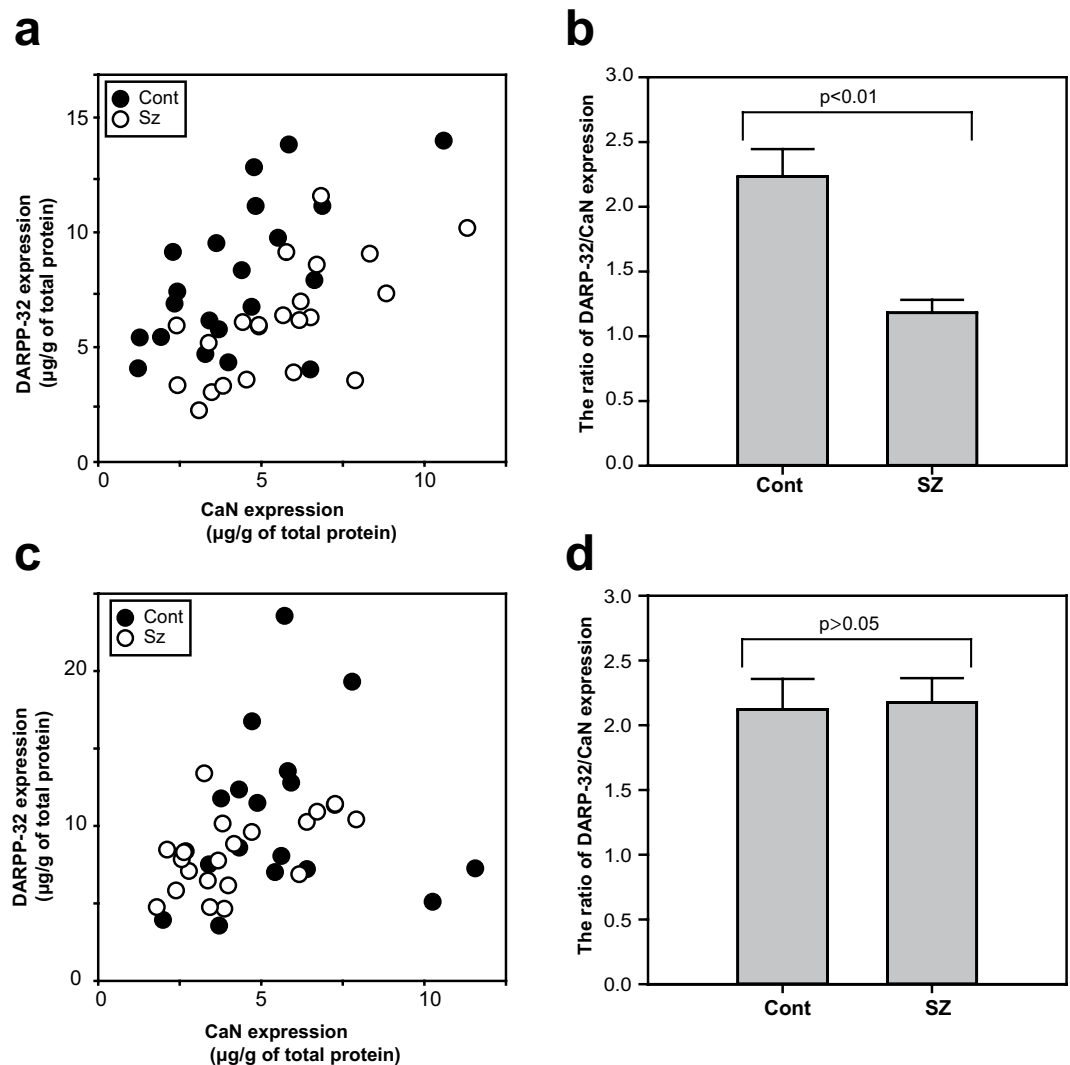 a
15
10
5
0
DARPP-32 expression
(µg/g of total protein)
Cont
Sz
0 5 10
CaN expression
(µg/g of total protein)
b
3.0
2.5
2.0
1.5
1.0
0.5
0.0
The ratio of DARP-32/CaN expression
p<0.01
Cont SZ
c
20
10
0
DARPP-32 expression
(µg/g of total protein)
Cont
Sz
0 5 10
CaN expression
(µg/g of total protein)
d
3.0
2.5
2.0
1.5
1.0
0.5
0.0
The ratio of DARP-32/CaN expression
p>0.05
Cont SZ